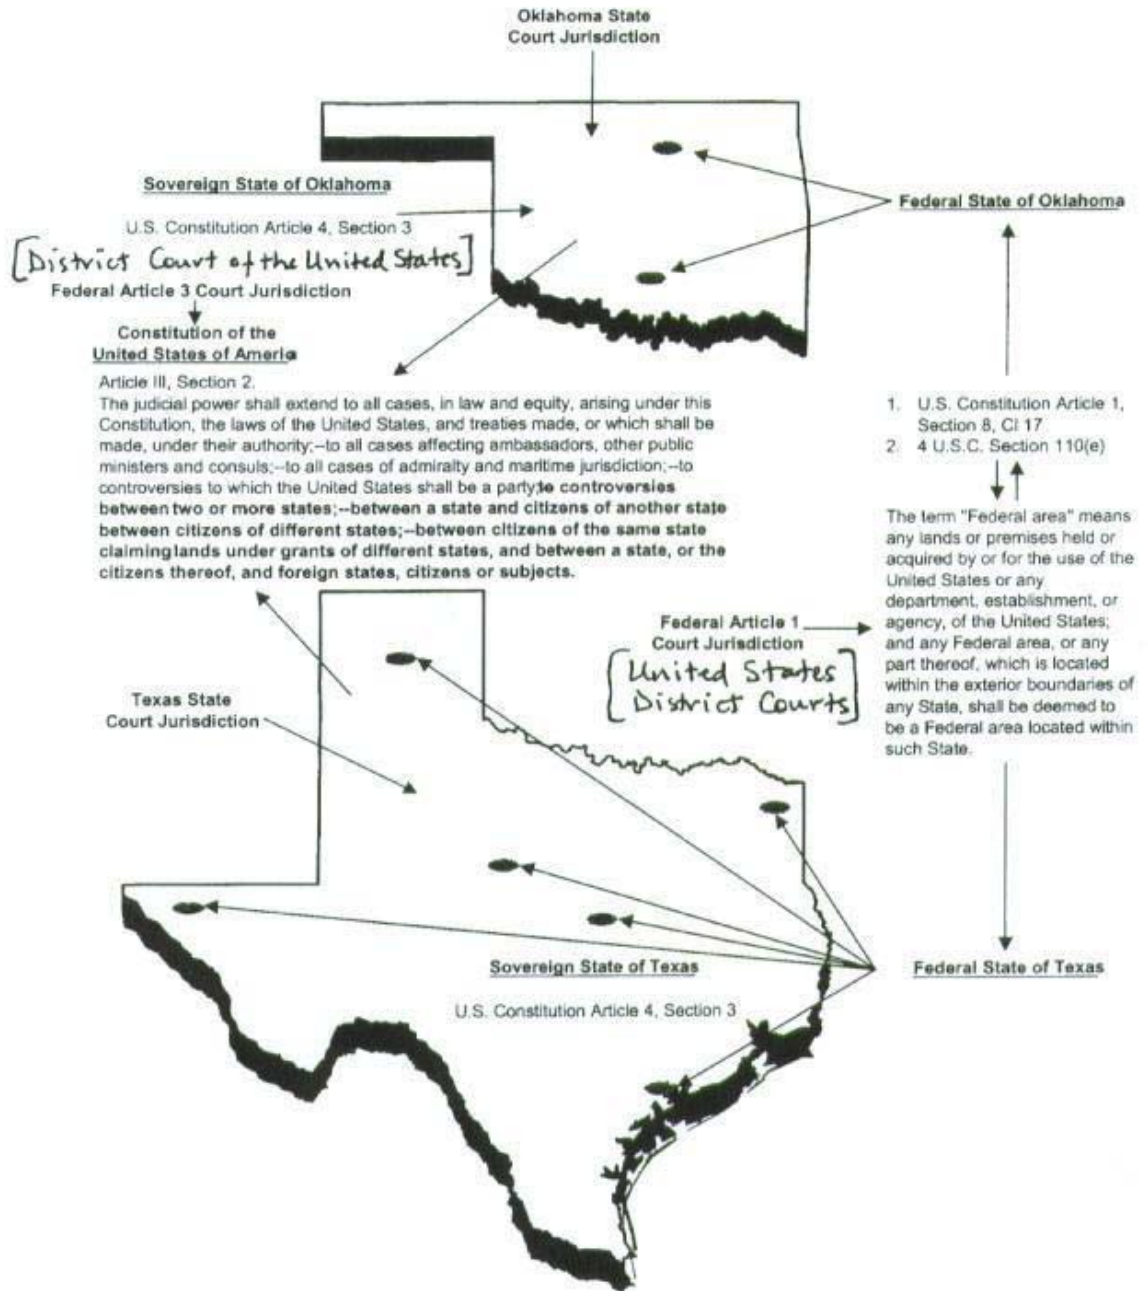 Oklahoma State
Court Jurisdiction
Sovereign State of Oklahoma
U.S. Constitution Article 4, Section 3
[District Court of the United States]
Federal Article 3 Court Jurisdiction
Constitution of the
United States of America
Article III, Section 2.
The judicial power shall extend to all cases, in law and equity, arising under this
Constitution, the laws of the United States, and treaties made, or which shall be
made, under their authority;--to all cases affecting ambassadors, other public
ministers and consuls;--to all cases of admiralty and maritime jurisdiction;--to
controversies to which the United States shall be a party;to controversies
between two or more states;--between a state and citizens of another state
between citizens of different states;--between citizens of the same state
claiming lands under grants of different states, and between a state, or the
citizens thereof, and foreign states, citizens or subjects.
Federal State of Oklahoma
1. U.S. Constitution Article 1,
Section 8, Cl 17
2. 4 U.S.C. Section 110(e)
The term "Federal area" means
any lands or premises held or
acquired by or for the use of the
United States or any
department, establishment, or
agency, of the United States;
and any Federal area, or any
part thereof, which is located
within the exterior boundaries of
any State, shall be deemed to
be a Federal area located within
such State.
Federal Article 1
Court Jurisdiction
[United States
District Courts]
Texas State
Court Jurisdiction
Sovereign State of Texas
U.S. Constitution Article 4, Section 3
Federal State of Texas